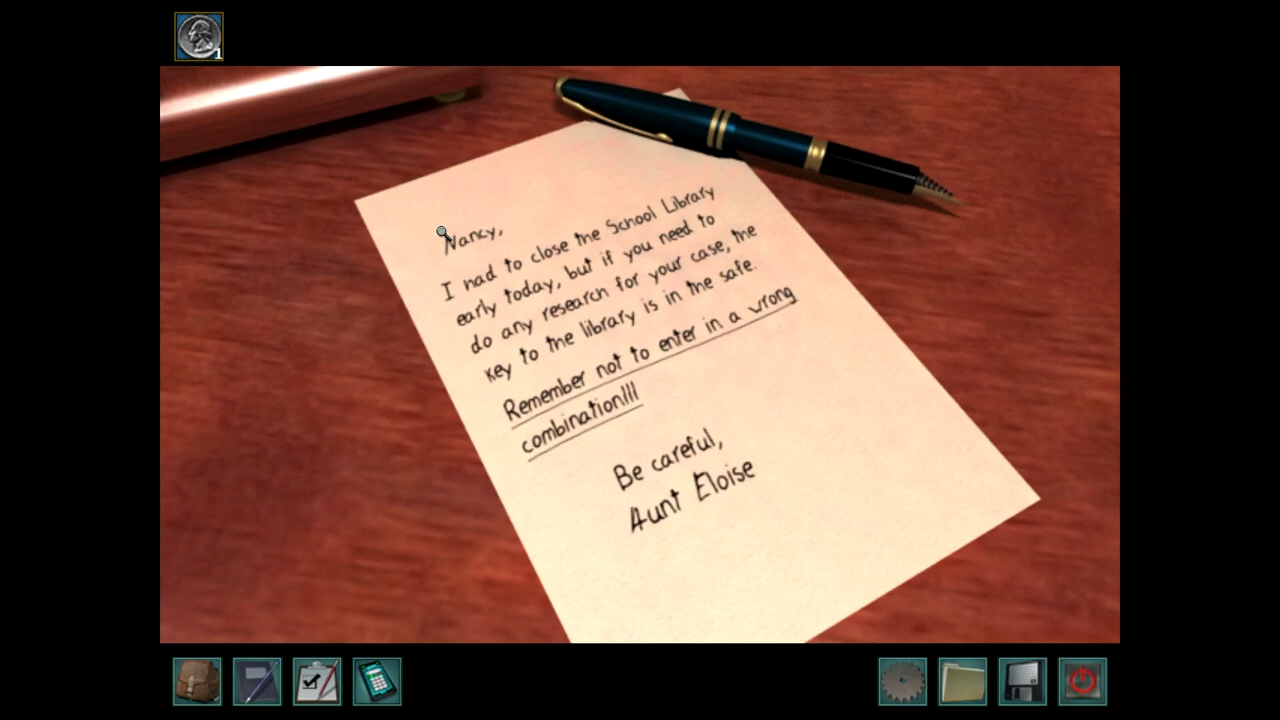 1
Nancy,
I had to close the School Library
early today, but if you need to
do any research for your case, the
key to the library is in the safe.
Remember not to enter in a wrong
combination!!!
Be careful,
Aunt Eloise